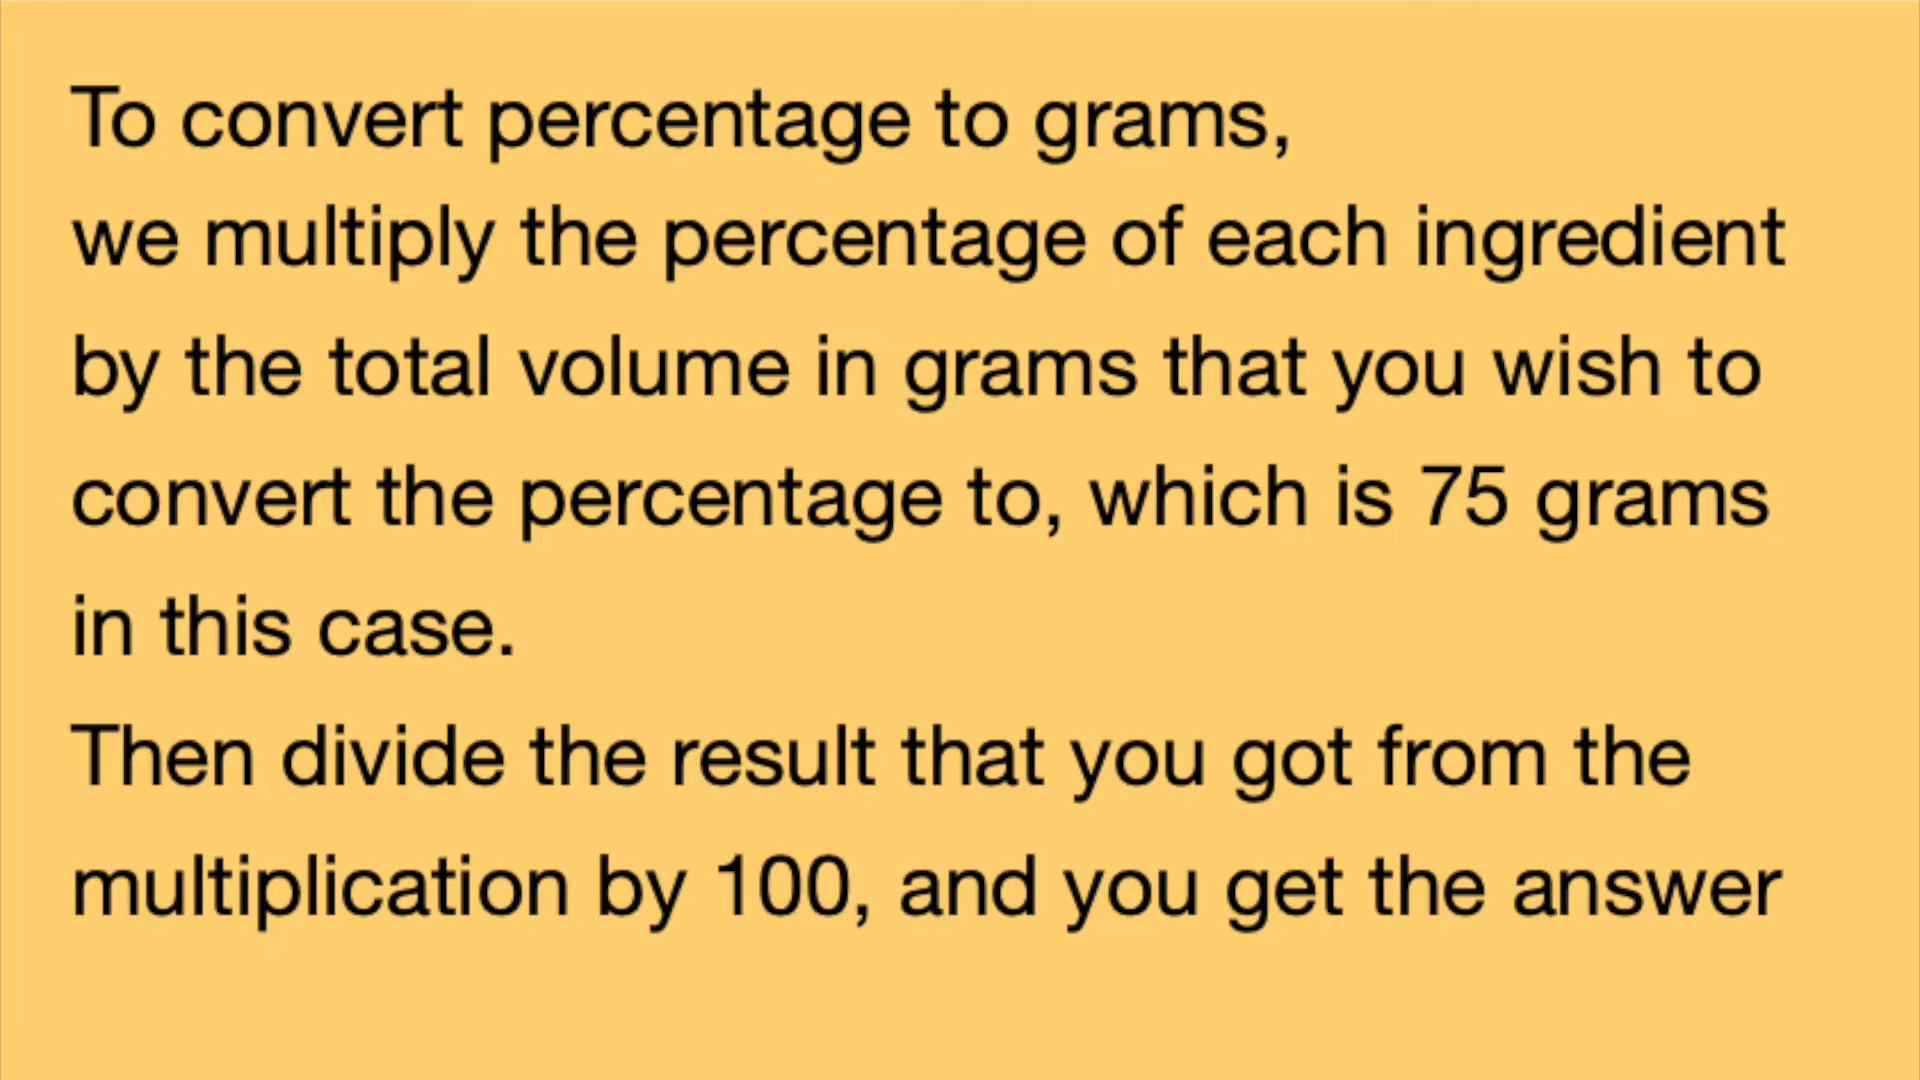 To convert percentage to grams,
we multiply the percentage of each ingredient
by the total volume in grams that you wish to
convert the percentage to, which is 75 grams
in this case.
Then divide the result that you got from the
multiplication by 100, and you get the answer